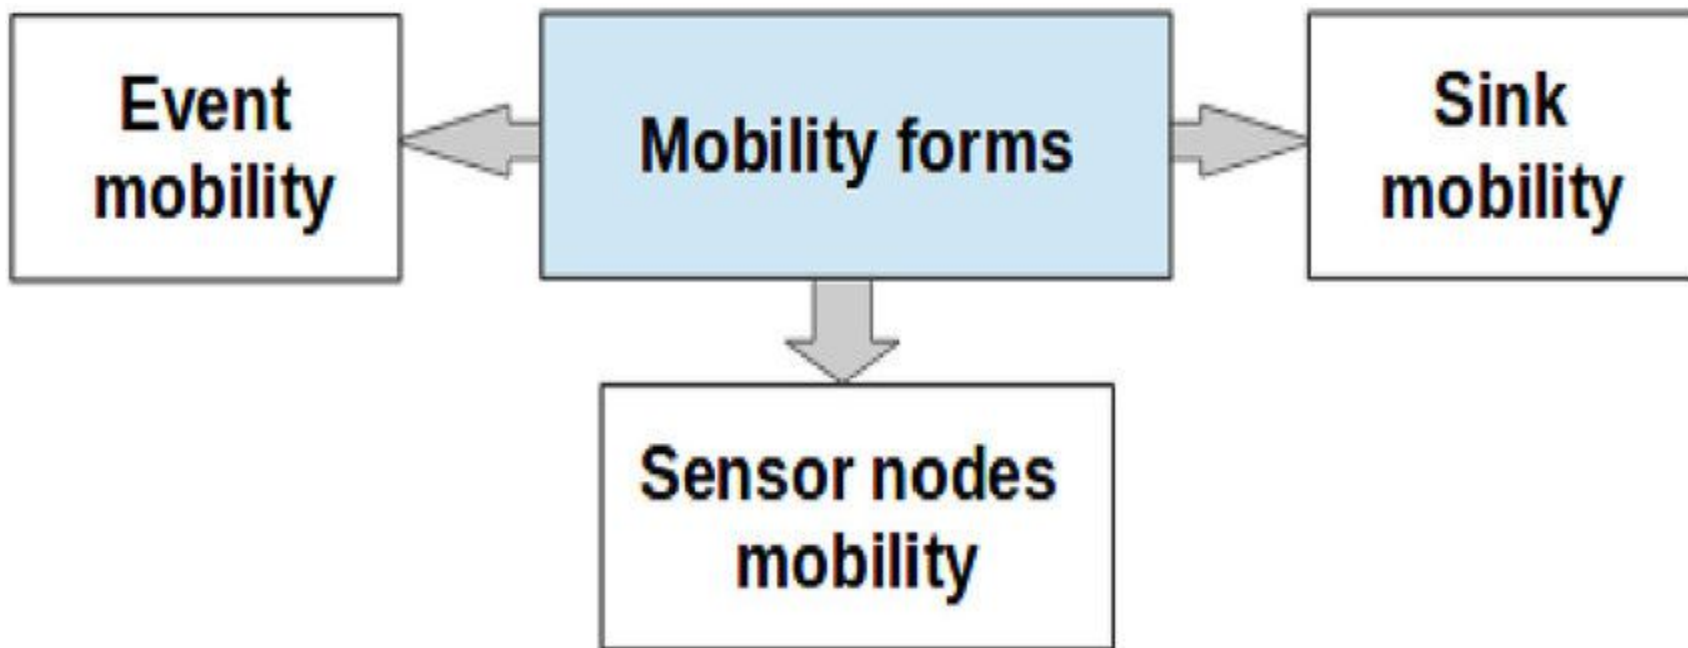 Event
mobility
Mobility forms
Sink
mobility
Sensor nodes
mobility